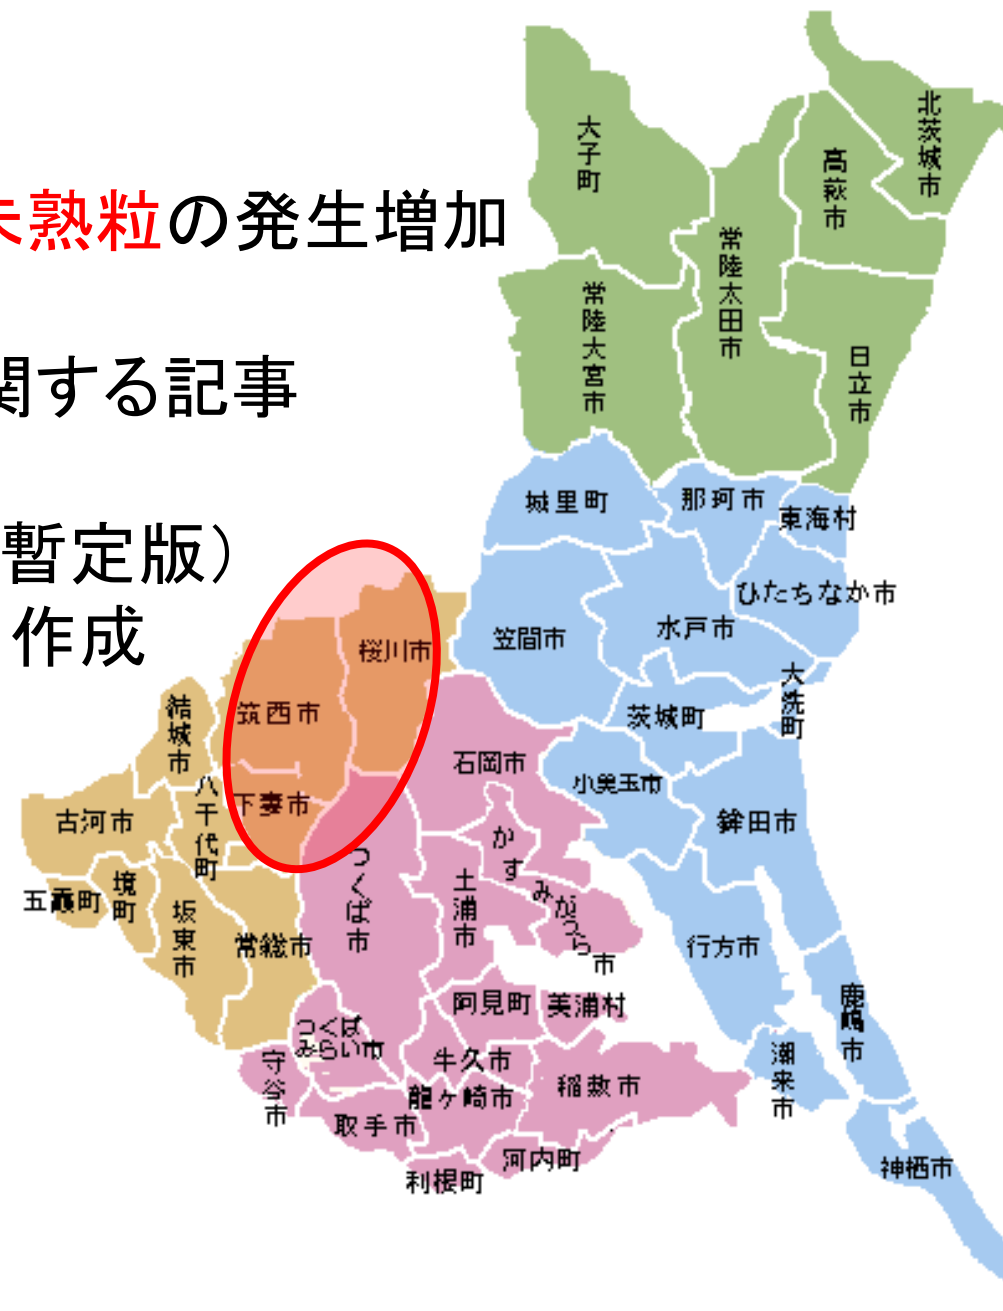 未熟粒の発生増加
関する記事
暫定版）
作成
大子町
北茨城市
高萩市
常陸太田市
常陸大宮市
日立市
城里町
那珂市
東海村
ひたちなか市
笠間市
水戸市
大洗町
茨城町
桜川市
筑西市
結城市
石岡市
小美玉市
下妻市
八千代町
古河市
鉾田市
かすみがうら市
つくば市
土浦市
五霞町
境町
坂東市
常総市
行方市
阿見町
美浦村
鹿嶋市
つくばみらい市
牛久市
守谷市
龍ヶ崎市
稲敷市
潮来市
取手市
河内町
利根町
神栖市